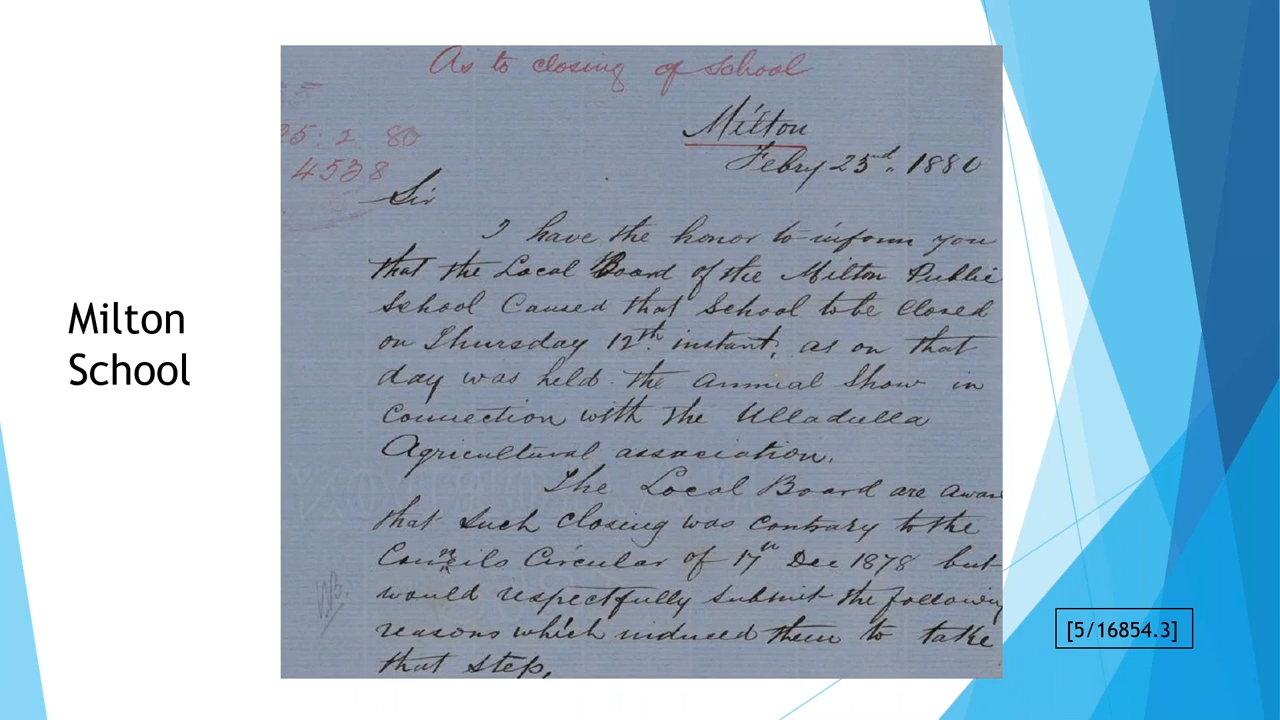 Milton
School
As to closing of School
25: 2 80
4538
Milton
Febry 23rd. 1880
Sir
I have the honor to inform you
that the Local Board of the Milton Public
School Caused that School to be Closed
on Thursday 12th. instant, as on that
day was held the Annual Show in
Connection with the Ulladulla
Agricultural association.
The Local Board are aware
that such closing was contrary to the
Councils Circular of 17th Dec 1878 but
would respectfully submit the following
reasons which induced them to take
that step.
[5/16854.3]